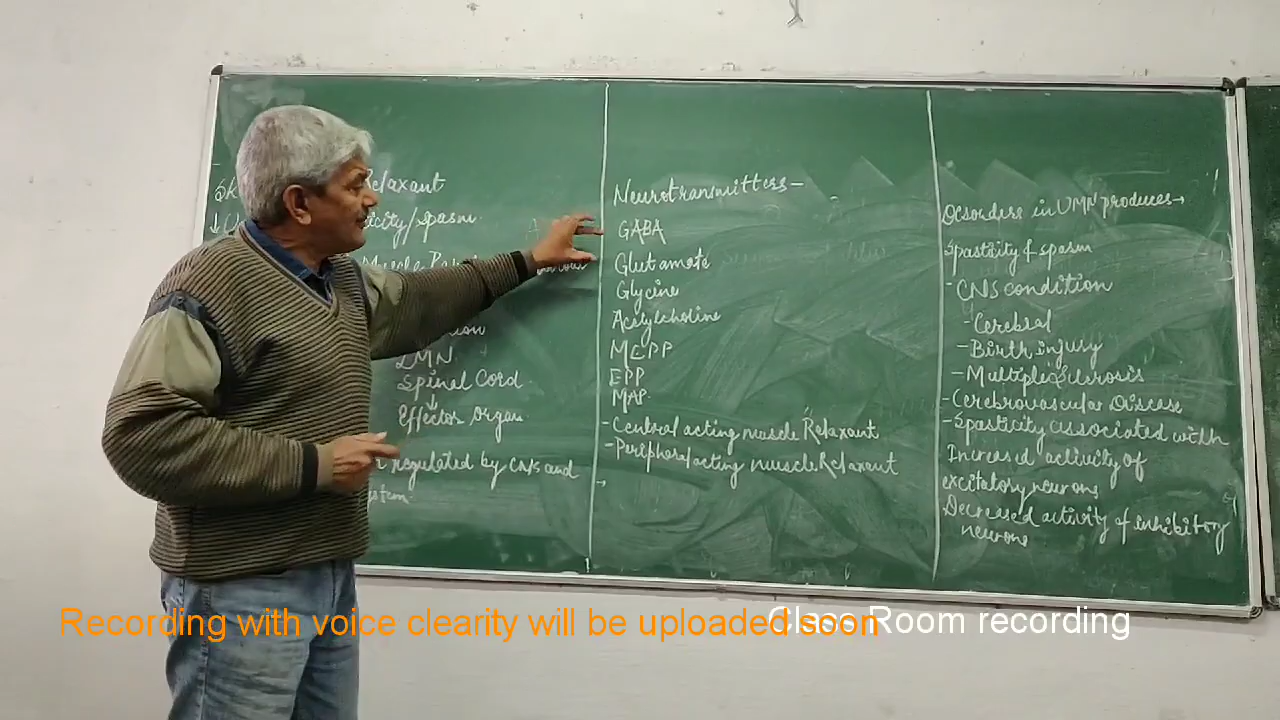 Relaxant
/spasm
Muscle
LMN
Spinal Cord
↓
Effector organ
regulated by CNS and
Neurotransmitters -
GABA
Glutamate
Glycine
Acetylcholine
MEPP
EPP
MAP
- Central acting muscle Relaxant
- Peripheral acting muscle Relaxant
-
Disorders in UMN produces→
Spasticity & spasm
- CNS condition
- Cerebral
- Birth injury
- Multiple Sclerosis
- Cerebrovascular Disease
- Spasticity associated with
Increased activity of
excitatory neurons
Decreased activity of inhibitory
neurons
Recording with voice clearity will be uploaded soon
Class Room recording